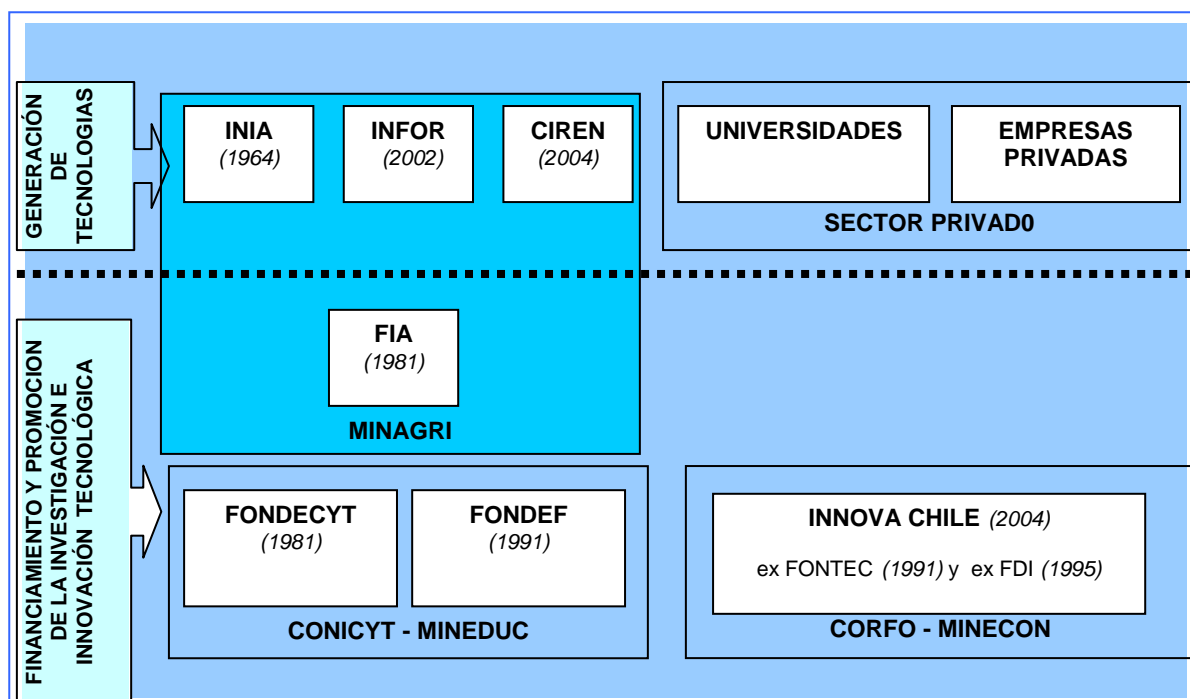 GENERACIÓN
DE
TECNOLOGIAS
INIA
(1964)
INFOR
(2002)
CIREN
(2004)
UNIVERSIDADES
EMPRESAS
PRIVADAS
SECTOR PRIVAD0
FINANCIAMIENTO Y PROMOCION
DE LA INVESTIGACIÓN E
INNOVACIÓN TECNOLÓGICA
FIA
(1981)
MINAGRI
FONDECYT
(1981)
FONDEF
(1991)
CONICYT - MINEDUC
INNOVA CHILE (2004)
ex FONTEC (1991) y ex FDI (1995)
CORFO - MINECON